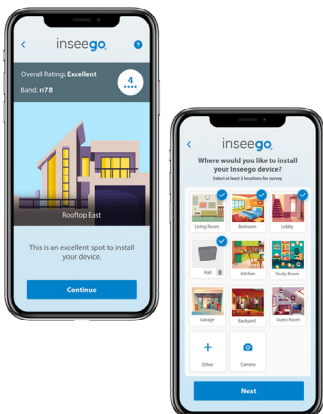 inseego
Overall Rating: Excellent
Band: n78
4
Rooftop East
This is an excellent spot to install
your device.
Continue
inseego
Where would you like to install
your Inseego device?
Select at least 3 locations for survey
Living Room
Bedroom
Lobby
Hall
Kitchen
Study Room
Garage
Backyard
Guest Room
Other
Camera
Next